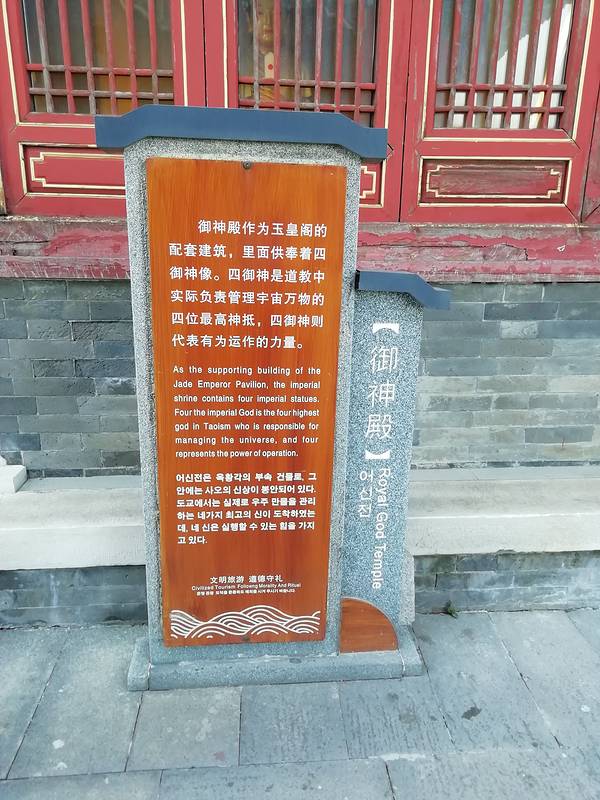 御神殿作为玉皇阁的
配套建筑，里面供奉着四
御神像。四御神是道教中
实际负责管理宇宙万物的
四位最高神抵，四御神则
代表有为运作的力量。
As the supporting building of the
Jade Emperor Pavilion, the imperial
shrine contains four imperial statues.
Four the imperial God is the four highest
god in Taoism who is responsible for
managing the universe, and four
represents the power of operation.
어신전은 옥황각의 부속 건물로, 그
안에는 사오의 신상이 봉안되어 있다.
도교에서는 실제로 우주 만물을 관리
하는 네가지 최고의 신이 도착하였는
데, 네 신은 실행할 수 있는 힘을 가지
고 있다.
文明旅游 道德守礼
Civilized Tourism Following Morality And Ritual
【御神殿】
어신전
Royal God Temple